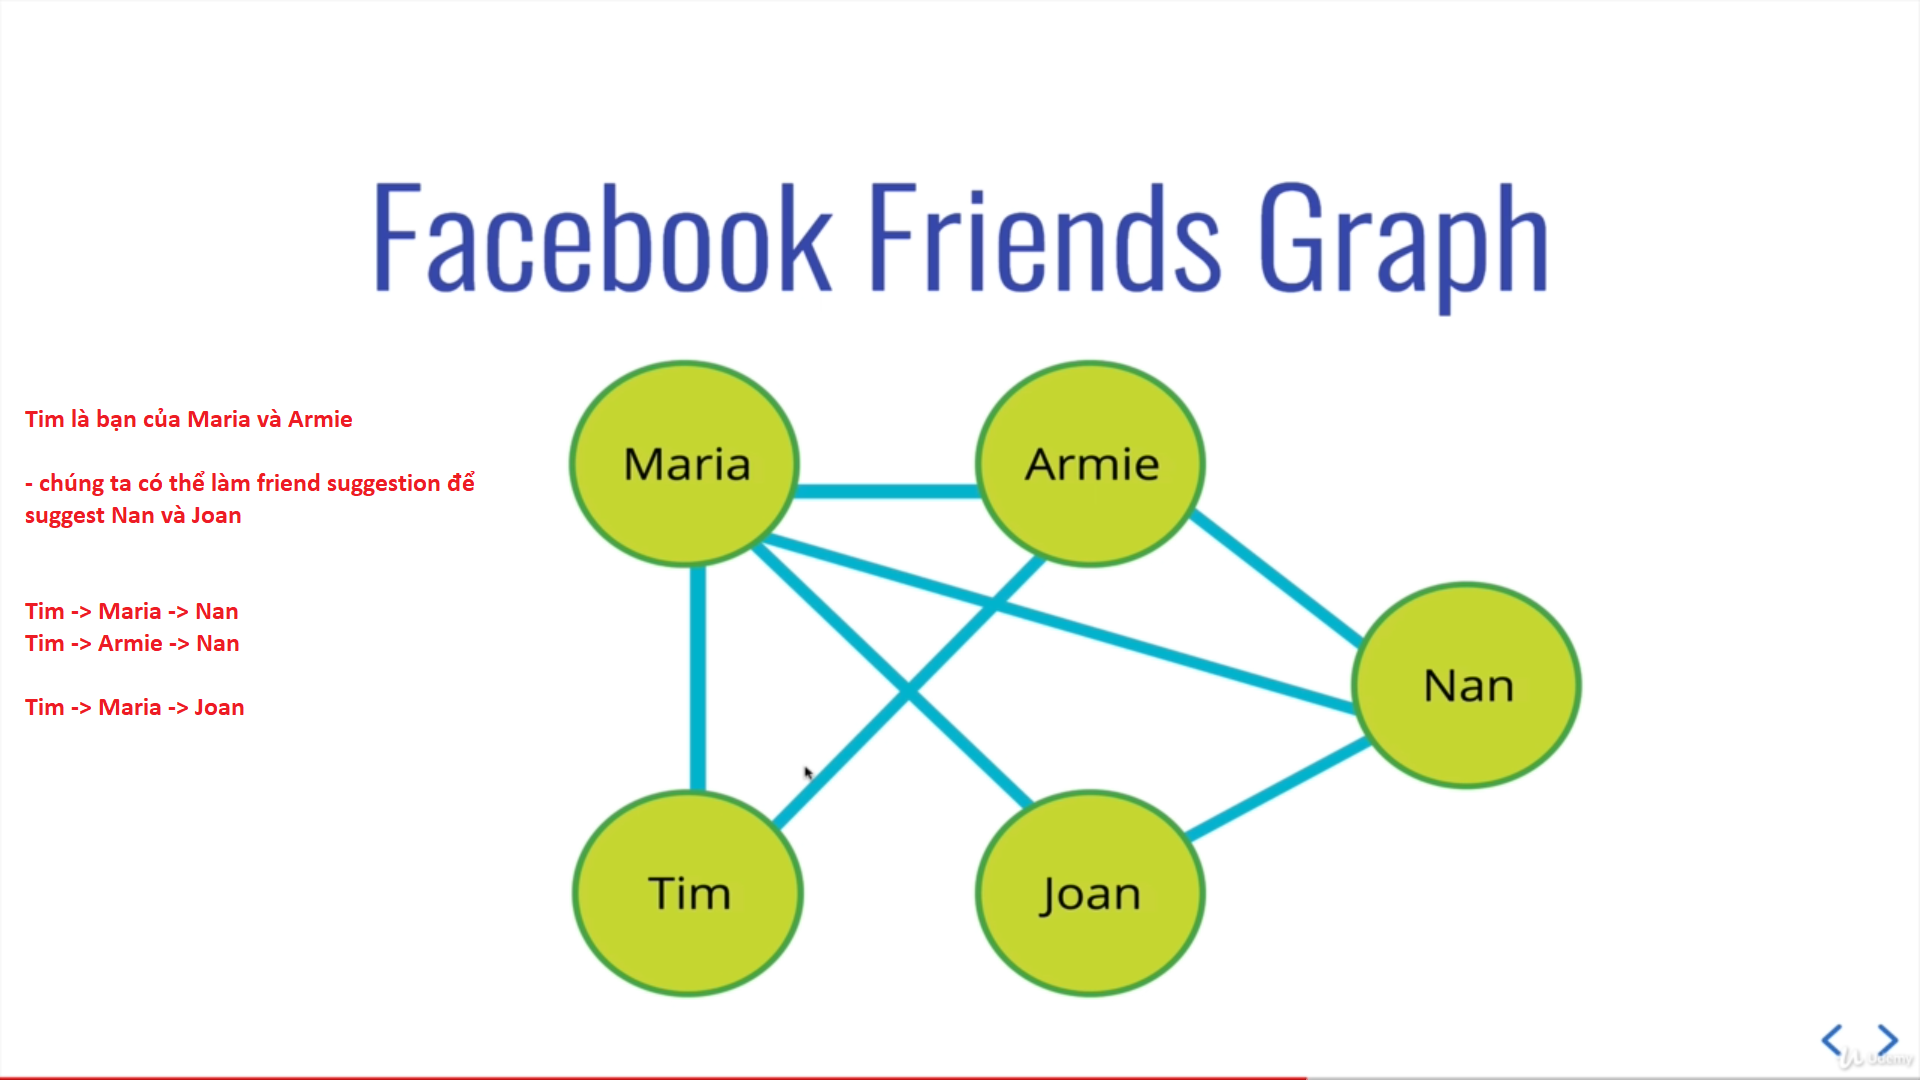 Facebook Friends Graph
Tim là bạn của Maria và Armie
- chúng ta có thể làm friend suggestion để
suggest Nan và Joan
Tim -> Maria -> Nan
Tim -> Armie -> Nan
Tim -> Maria -> Joan
Maria
Armie
Nan
Tim
Joan
Udemy